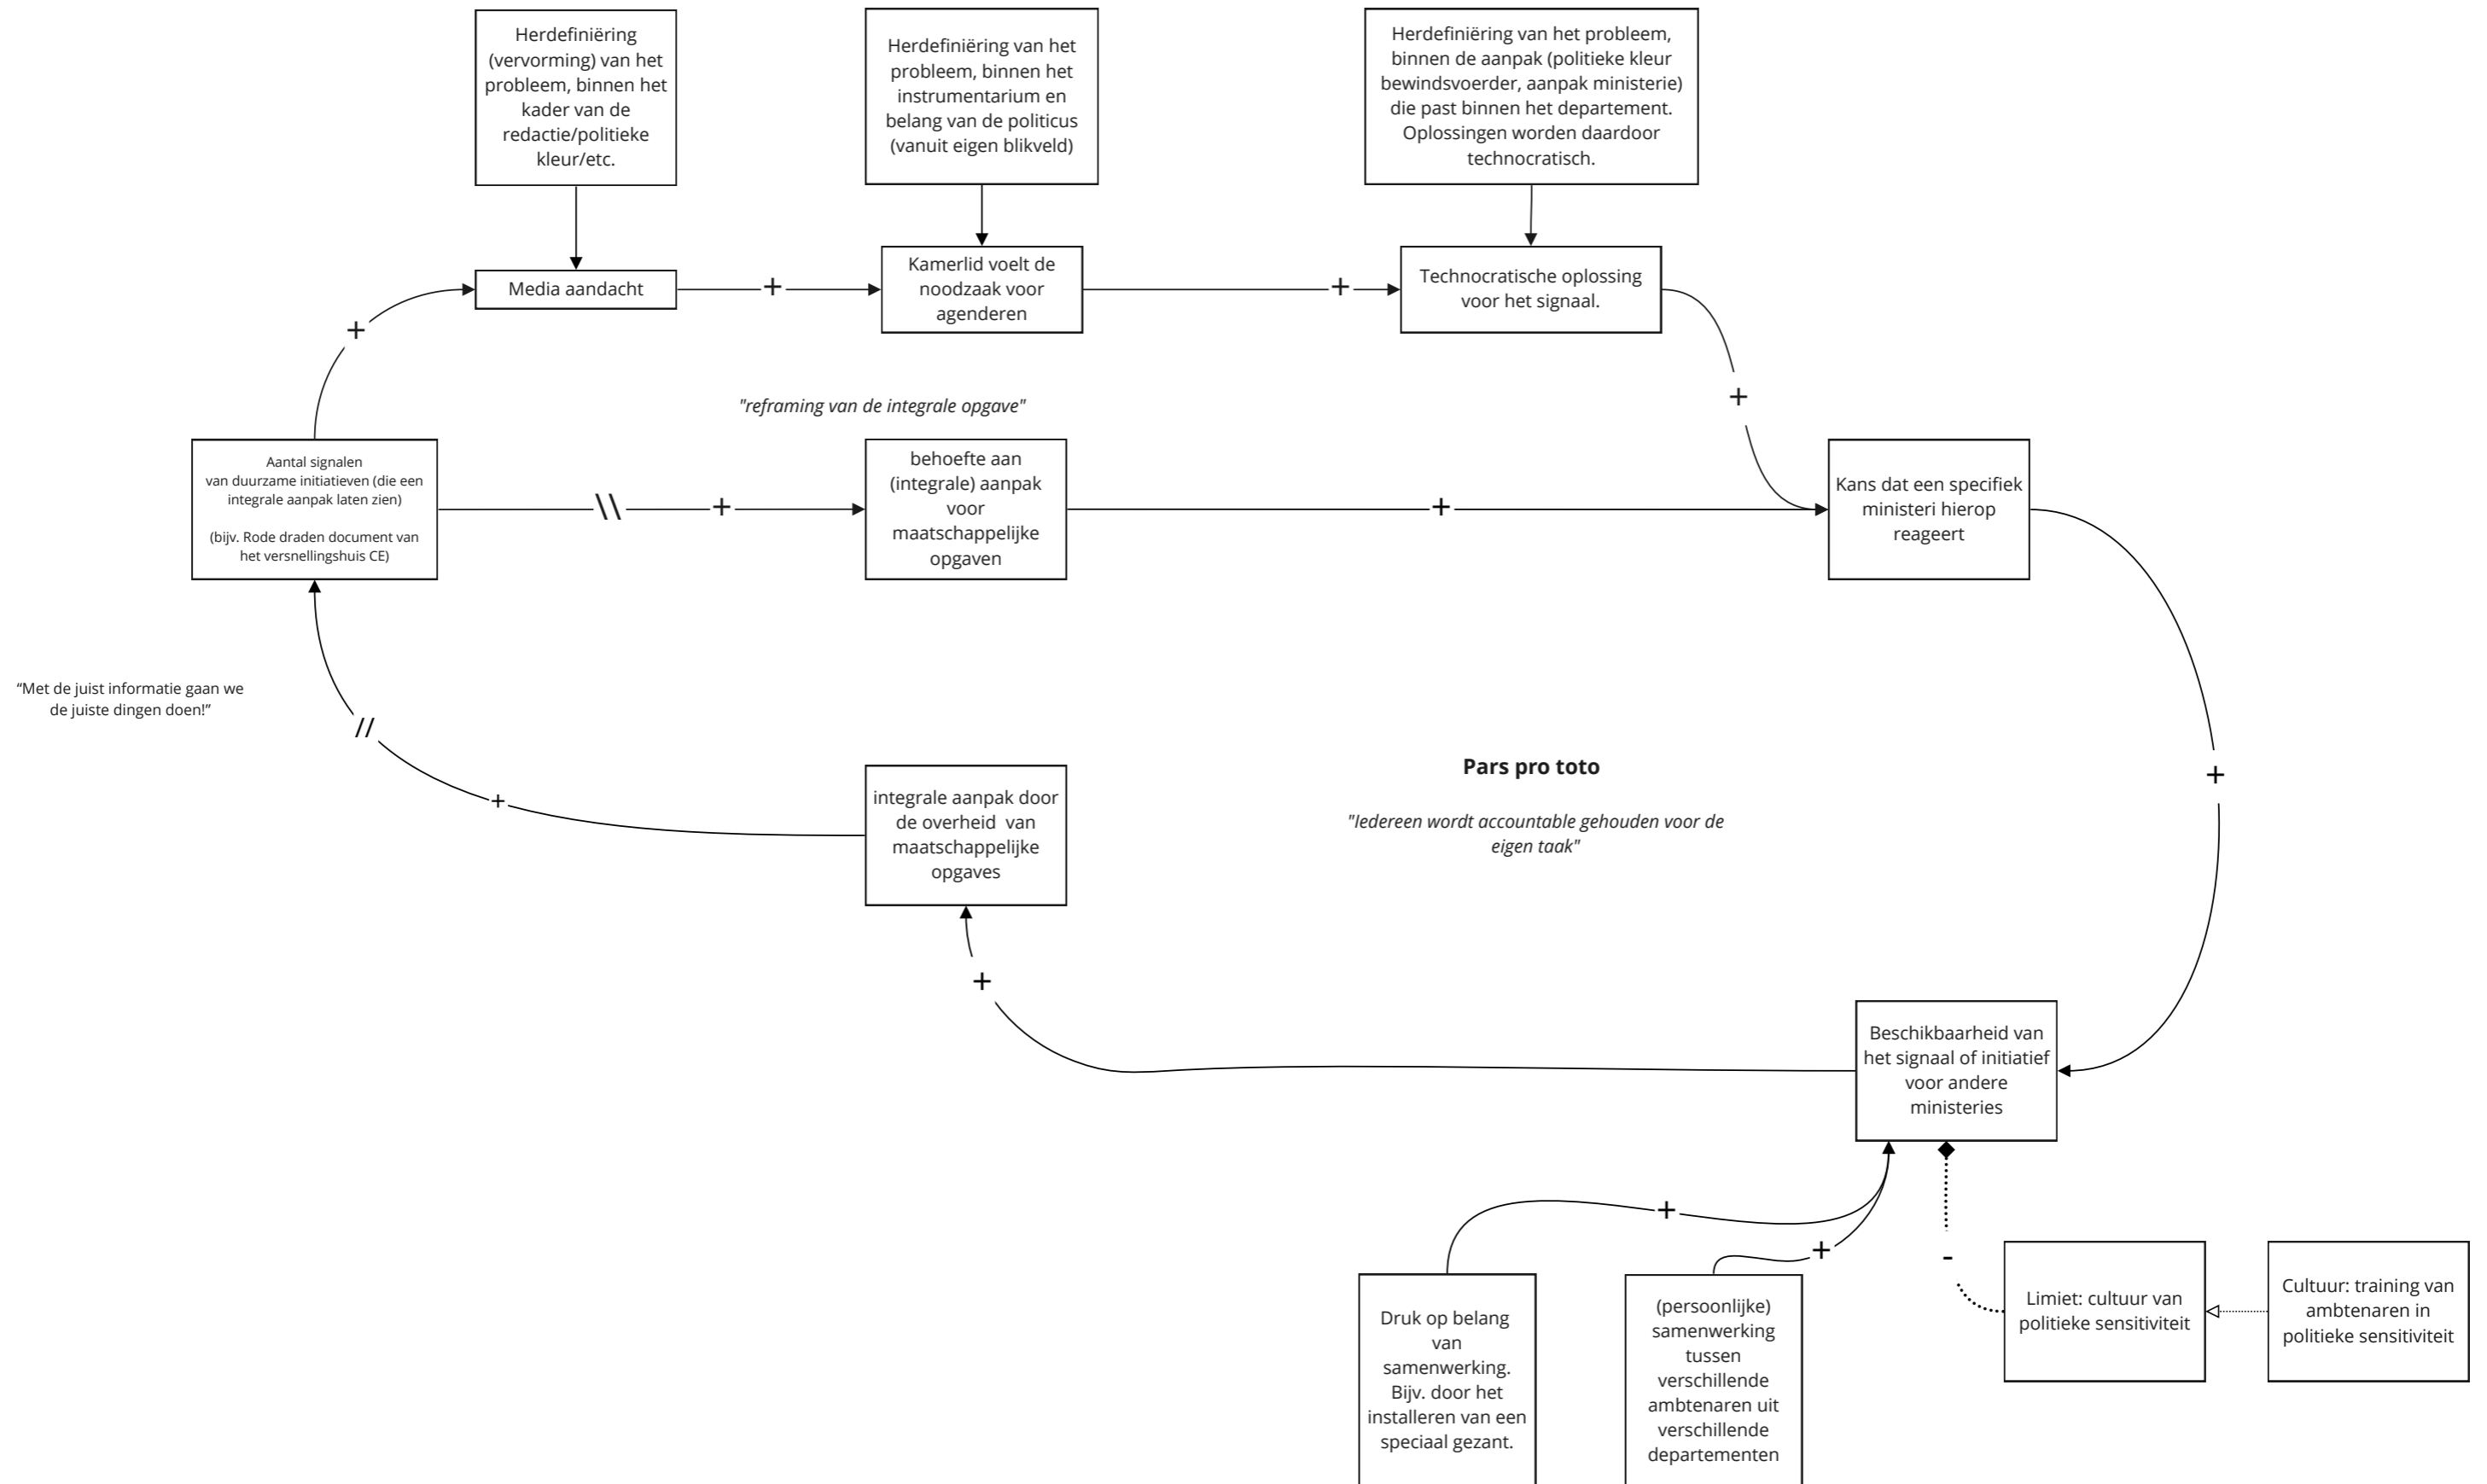 Herdefiniëring
(vervorming) van het
probleem, binnen het
kader van de
redactie/politieke
kleur/etc.
Herdefiniëring van het
probleem, binnen het
instrumentarium en
belang van de politicus
(vanuit eigen blikveld)
Herdefiniëring van het probleem,
binnen de aanpak (politieke kleur
bewindsvoerder, aanpak ministerie)
die past binnen het departement.
Oplossingen worden daardoor
technocratisch.
Media aandacht
+
Kamerlid voelt de
noodzaak voor
agenderen
+
Technocratische oplossing
voor het signaal.
+
+
"reframing van de integrale opgave"
Aantal signalen
van duurzame initiatieven (die een
integrale aanpak laten zien)
(bijv. Rode draden document van
het versnellingshuis CE)
\\
+
behoefte aan
(integrale) aanpak
voor
maatschappelijke
opgaven
+
Kans dat een specifiek
ministeri hierop
reageert
“Met de juist informatie gaan we
de juiste dingen doen!”
//
+
integrale aanpak door
de overheid van
maatschappelijke
opgaves
Pars pro toto
"Iedereen wordt accountable gehouden voor de
eigen taak"
+
+
Beschikbaarheid van
het signaal of initiatief
voor andere
ministeries
+
+
-
Druk op belang
van
samenwerking.
Bijv. door het
installeren van een
speciaal gezant.
(persoonlijke)
samenwerking
tussen
verschillende
ambtenaren uit
verschillende
departementen
Limiet: cultuur van
politieke sensitiviteit
Cultuur: training van
ambtenaren in
politieke sensitiviteit